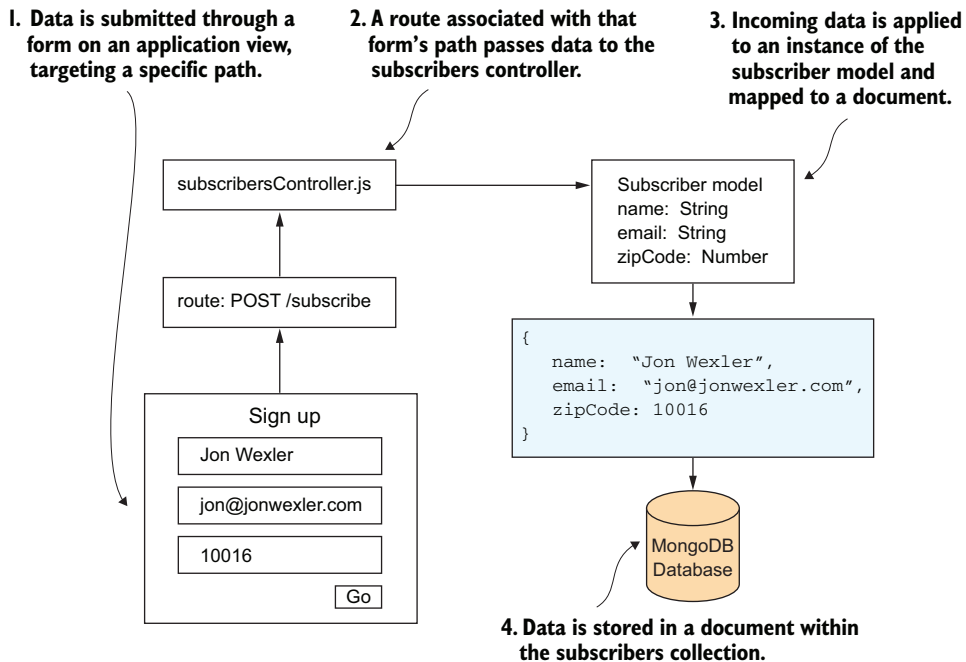 1. Data is submitted through a
form on an application view,
targeting a specific path.
2. A route associated with that
form's path passes data to the
subscribers controller.
3. Incoming data is applied
to an instance of the
subscriber model and
mapped to a document.
subscribersController.js
Subscriber model
name: String
email: String
zipCode: Number
route: POST /subscribe
{
name: "Jon Wexler",
email: "jon@jonwexler.com",
zipCode: 10016
}
Sign up
Jon Wexler
jon@jonwexler.com
10016
Go
MongoDB
Database
4. Data is stored in a document within
the subscribers collection.